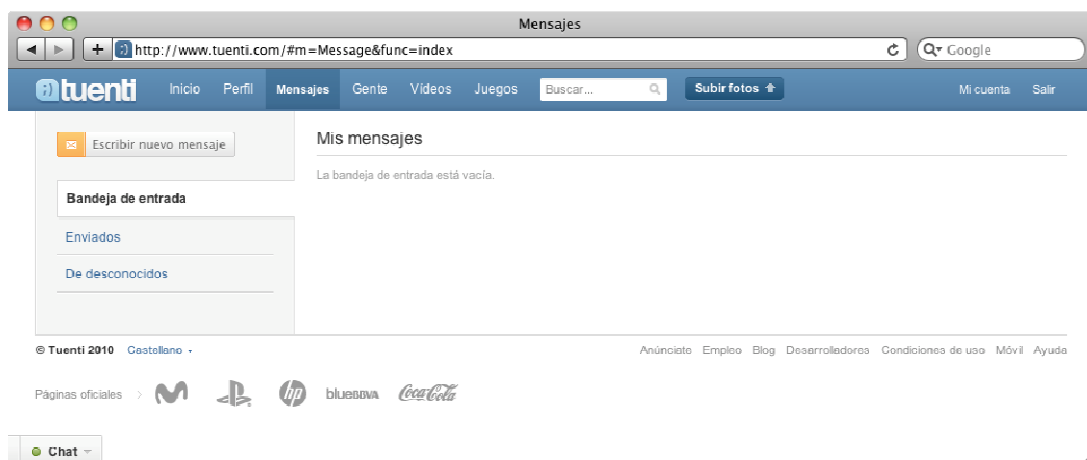 Mensajes
http://www.tuenti.com/#m=Message&func=index
Google
tuenti Inicio Perfil Mensajes Gente Vídeos Juegos Buscar... Subir fotos Mi cuenta Salir
Escribir nuevo mensaje
Mis mensajes
La bandeja de entrada está vacía.
Bandeja de entrada
Enviados
De desconocidos
© Tuenti 2010 Castellano Anúnciate Empleo Blog Desarrolladores Condiciones de uso Móvil Ayuda
Páginas oficiales > hp blueBBVA Coca-Cola
Chat